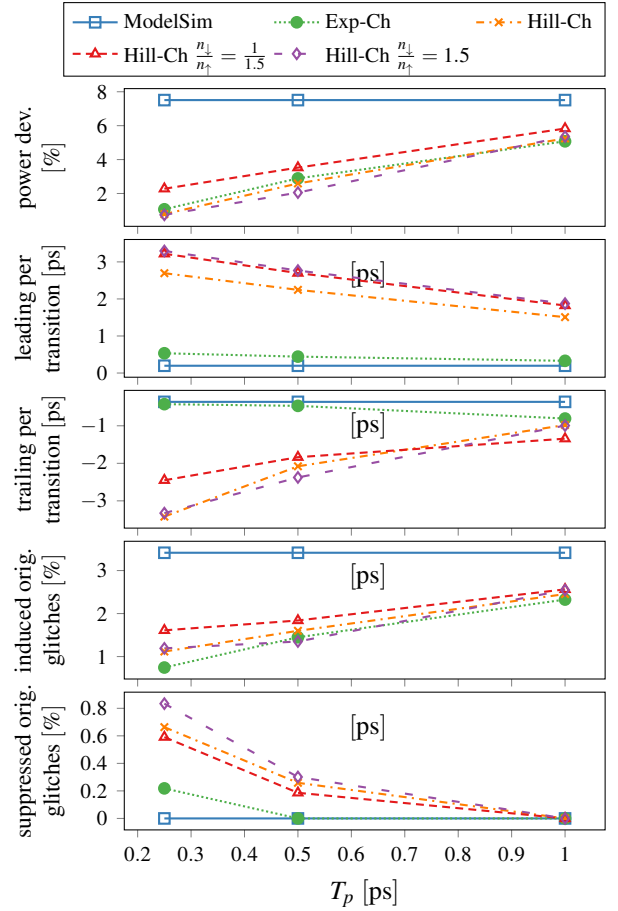 ModelSim Exp-Ch Hill-Ch
Hill-Ch n↓/n↑ = 1/1.5 Hill-Ch n↓/n↑ = 1.5
power dev.
[%]
8
6
4
2
leading per
transition [ps]
3
2
1
0
[ps]
trailing per
transition [ps]
−1
−2
−3
[ps]
induced orig.
glitches [%]
3
2
1
[ps]
suppressed orig.
glitches [%]
0.8
0.6
0.4
0.2
0
[ps]
0.2 0.3 0.4 0.5 0.6 0.7 0.8 0.9 1
Tp [ps]